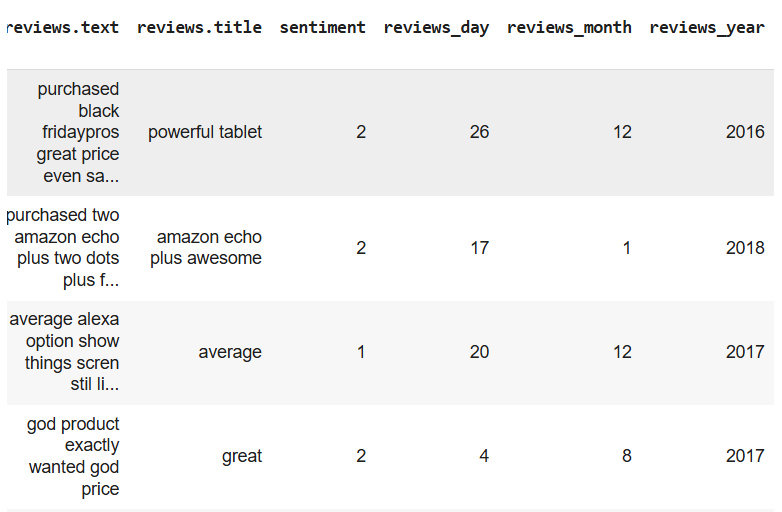 reviews.text reviews.title sentiment reviews_day reviews_month reviews_year
purchased
black
fridaypros
great price
even sa...
powerful tablet 2 26 12 2016
purchased two
amazon echo
plus two dots
plus f...
amazon echo
plus awesome
2 17 1 2018
average alexa
option show
things scren
stil li...
average 1 20 12 2017
god product
exactly
wanted god
price
great 2 4 8 2017